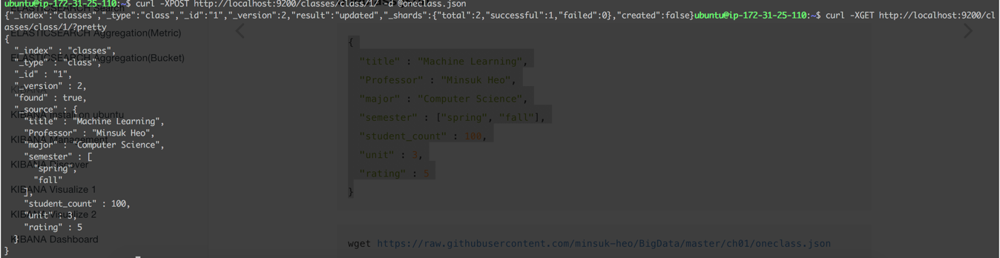 ubuntu@ip-172-31-25-110:~$ curl -XPOST http://localhost:9200/classes/class/1/ -d @oneclass.json
{"_index":"classes","_type":"class","_id":"1","_version":2,"result":"updated","_shards":{"total":2,"successful":1,"failed":0},"created":false}ubuntu@ip-172-31-25-110:~$ curl -XGET http://localhost:9200/cl
asses/class/1/?pretty
{
  "_index" : "classes",
  "_type" : "class",
  "_id" : "1",
  "_version" : 2,
  "found" : true,
  "_source" : {
    "title" : "Machine Learning",
    "Professor" : "Minsuk Heo",
    "major" : "Computer Science",
    "semester" : [
      "spring",
      "fall"
    ],
    "student_count" : 100,
    "unit" : 3,
    "rating" : 5
  }
}
ELASTICSEARCH Search
ELASTICSEARCH Aggregation(Metric)
ELASTICSEARCH Aggregation(Bucket)
KIBANA
KIBANA install on ubuntu
KIBANA Management
KIBANA Discover
KIBANA Visualize 1
KIBANA Visualize 2
KIBANA Dashboard
{
  "title" : "Machine Learning",
  "Professor" : "Minsuk Heo",
  "major" : "Computer Science",
  "semester" : ["spring", "fall"],
  "student_count" : 100,
  "unit" : 3,
  "rating" : 5
}
wget https://raw.githubusercontent.com/minsuk-heo/BigData/master/ch01/oneclass.json